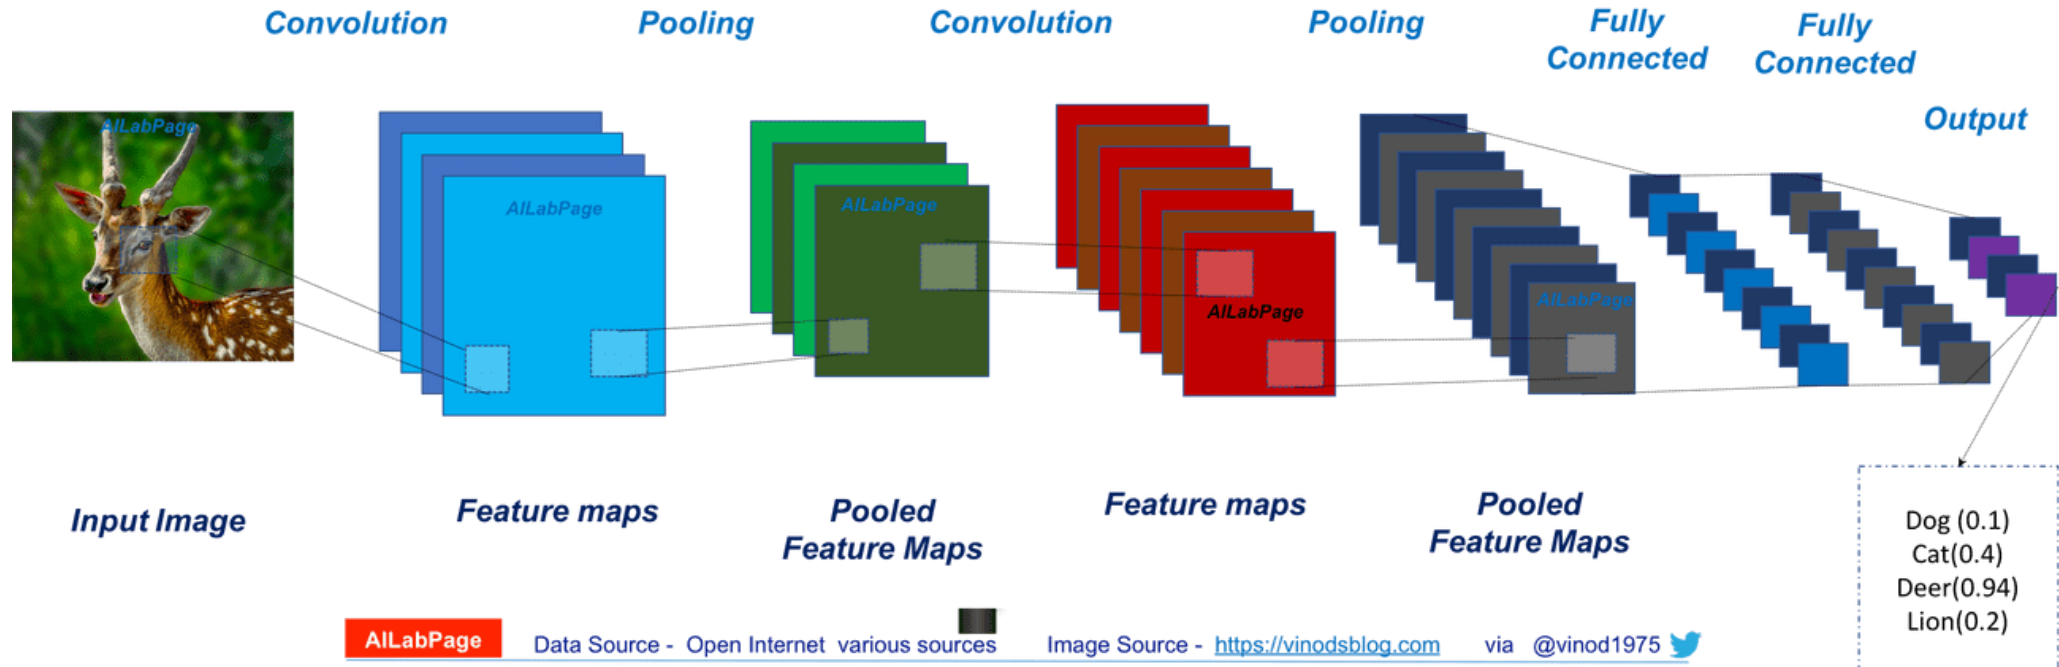 Convolution
Pooling
Convolution
Pooling
Fully
Connected
Fully
Connected
Output
AILabPage
AILabPage
AILabPage
AILabPage
AILabPage
Input Image
Feature maps
Pooled
Feature Maps
Feature maps
Pooled
Feature Maps
Dog (0.1)
Cat(0.4)
Deer(0.94)
Lion(0.2)
AILabPage
Data Source - Open Internet various sources
Image Source - https://vinodsblog.com via @vinod1975